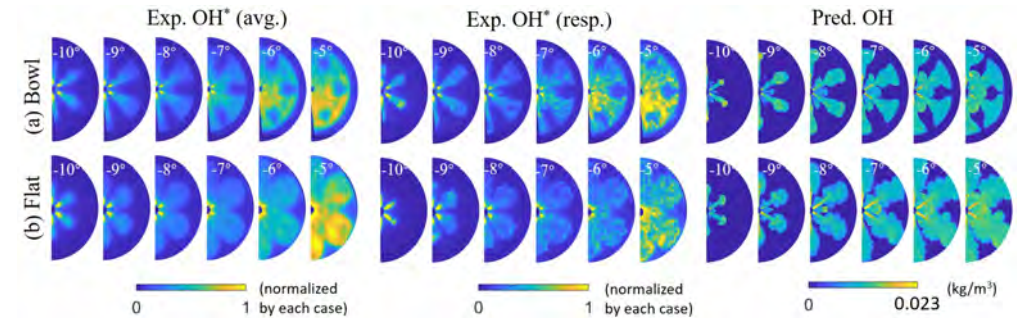 Exp. OH* (avg.) Exp. OH* (resp.) Pred. OH
(a) Bowl
-10° -9° -8° -7° -6° -5° -10° -9° -8° -7° -6° -5° -10° -9° -8° -7° -6° -5°
(b) Flat
-10° -9° -8° -7° -6° -5° -10° -9° -8° -7° -6° -5° -10° -9° -8° -7° -6° -5°
0 1 (normalized by each case) 0 1 (normalized by each case) 0 0.023 (kg/m³)